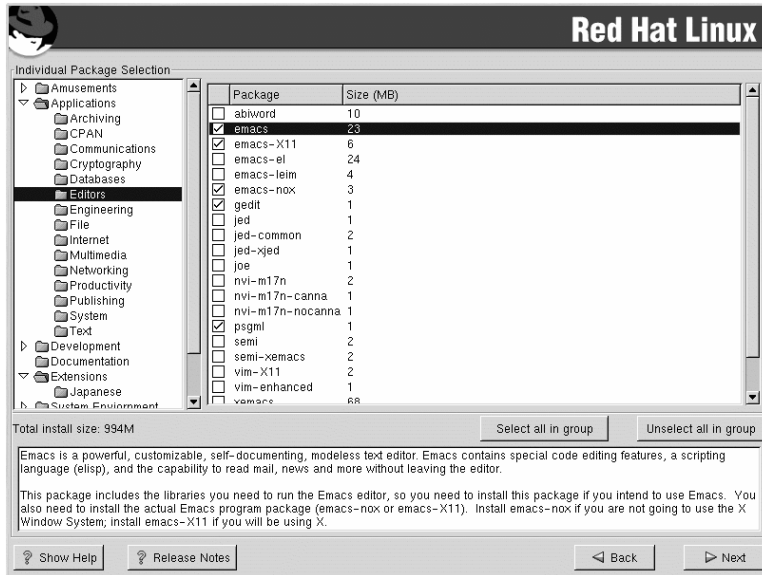 Red Hat Linux
Individual Package Selection
Amusements
Applications
Archiving
CPAN
Communications
Cryptography
Databases
Editors
Engineering
File
Internet
Multimedia
Networking
Productivity
Publishing
System
Text
Development
Documentation
Extensions
Japanese
System Enviornment
Package Size (MB)
abiword 10
emacs 23
emacs-X11 6
emacs-el 24
emacs-leim 4
emacs-nox 3
gedit 1
jed 1
jed-common 2
jed-xjed 1
joe 1
nvi-m17n 2
nvi-m17n-canna 1
nvi-m17n-nocanna 1
psgml 1
semi 2
semi-xemacs 2
vim-X11 2
vim-enhanced 1
xemacs 68
Total install size: 994M
Select all in group
Unselect all in group
Emacs is a powerful, customizable, self-documenting, modeless text editor. Emacs contains special code editing features, a scripting
language (elisp), and the capability to read mail, news and more without leaving the editor.
This package includes the libraries you need to run the Emacs editor, so you need to install this package if you intend to use Emacs. You
also need to install the actual Emacs program package (emacs-nox or emacs-X11). Install emacs-nox if you are not going to use the X
Window System; install emacs-X11 if you will be using X.
Show Help
Release Notes
Back
Next